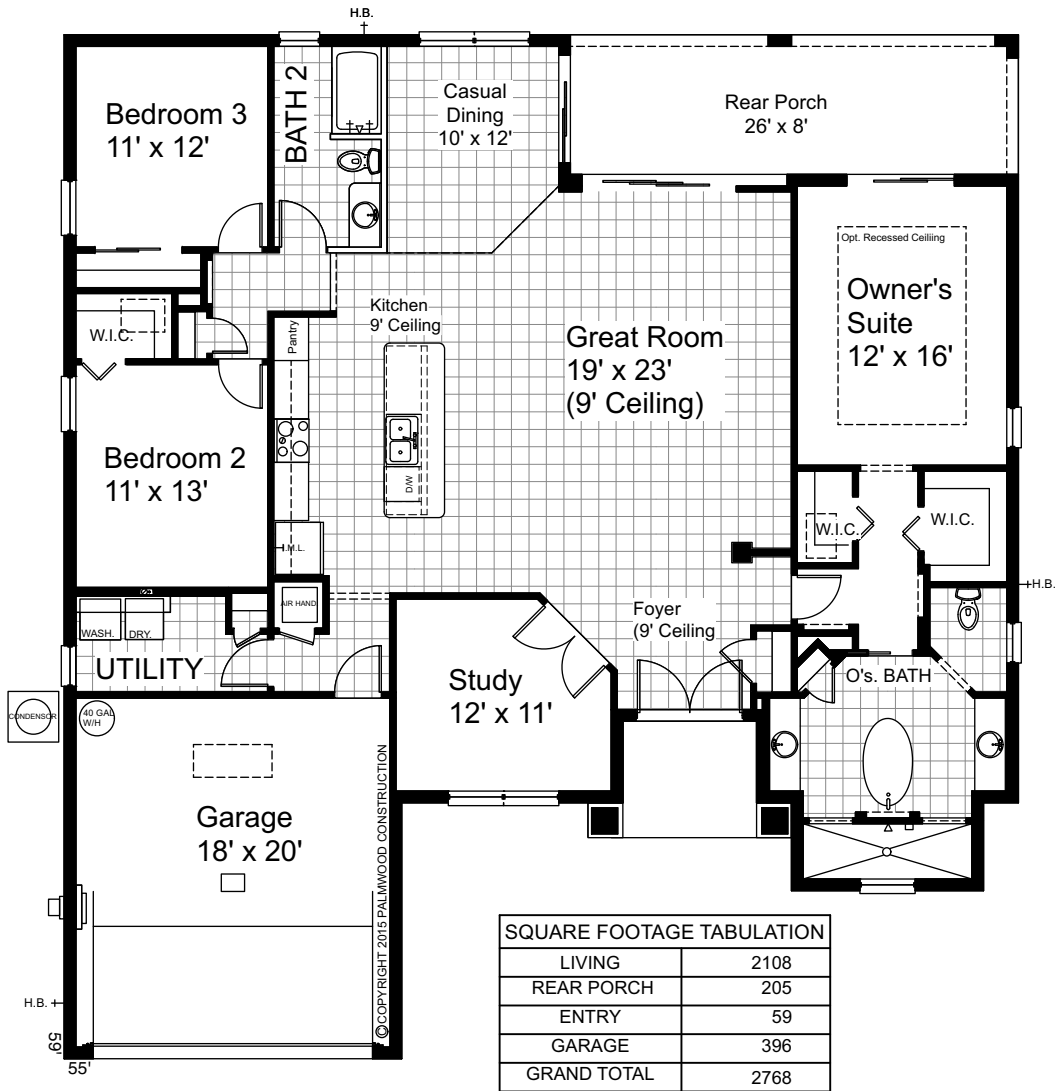 H.B.
Bedroom 3
11' x 12'
BATH 2
Casual
Dining
10' x 12'
Rear Porch
26' x 8'
Opt. Recessed Ceiliing
Owner's
Suite
12' x 16'
Kitchen
9' Ceiling
Pantry
Great Room
19' x 23'
(9' Ceiling)
W.I.C.
Bedroom 2
11' x 13'
D/W
I.M.L.
W.I.C.
W.I.C.
H.B.
AIR HAND
WASH.
DRY.
UTILITY
Foyer
(9' Ceiling
Study
12' x 11'
O's. BATH
CONDENSOR
40 GAL
W/H
Garage
18' x 20'
©COPYRIGHT 2015 PALMWOOD CONSTRUCTION
H.B.
59'
55'
SQUARE FOOTAGE TABULATION
LIVING 2108
REAR PORCH 205
ENTRY 59
GARAGE 396
GRAND TOTAL 2768